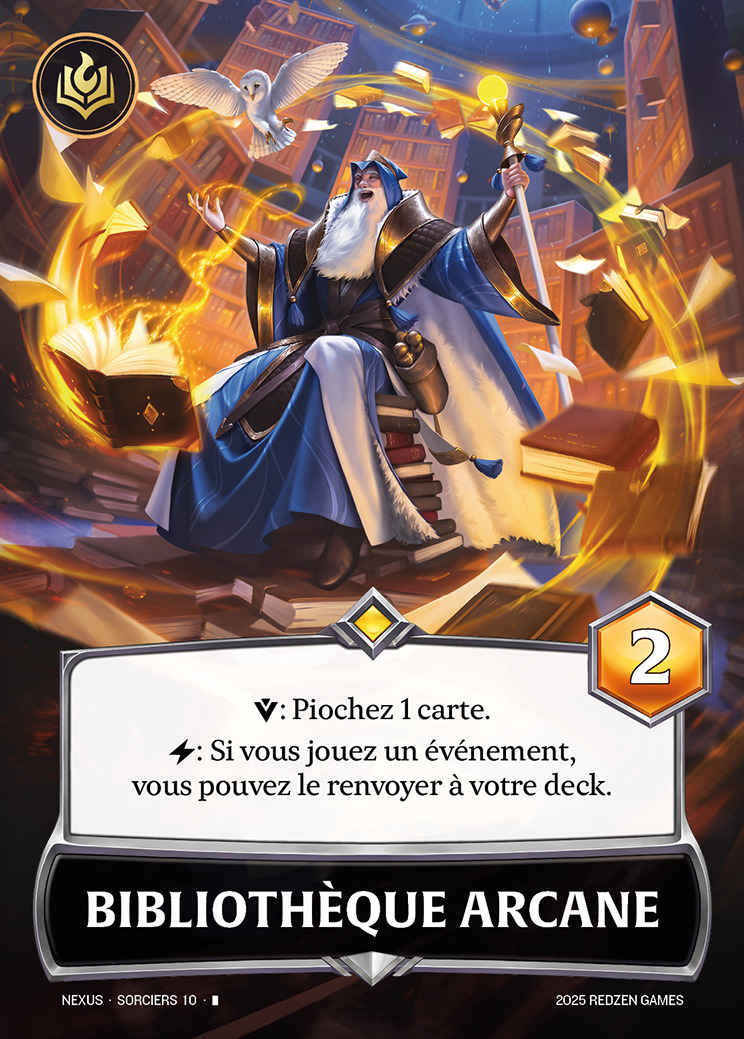 2
: Piochez 1 carte.
: Si vous jouez un événement,
vous pouvez le renvoyer à votre deck.
BIBLIOTHÈQUE ARCANE
NEXUS · SORCIERS 10 ·
2025 REDZEN GAMES